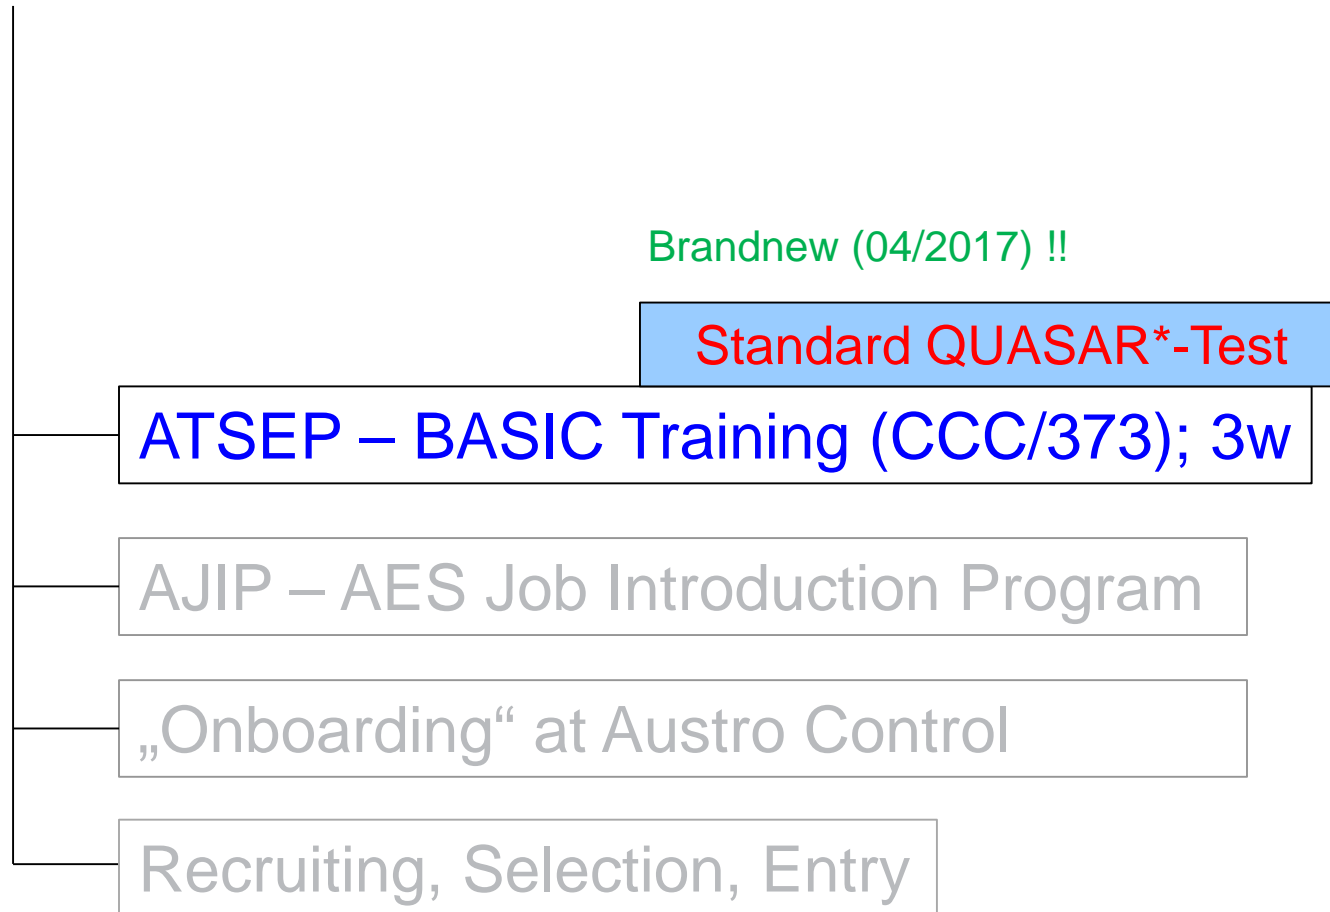 Brandnew (04/2017) !!
Standard QUASAR*-Test
ATSEP – BASIC Training (CCC/373); 3w
AJIP – AES Job Introduction Program
„Onboarding“ at Austro Control
Recruiting, Selection, Entry